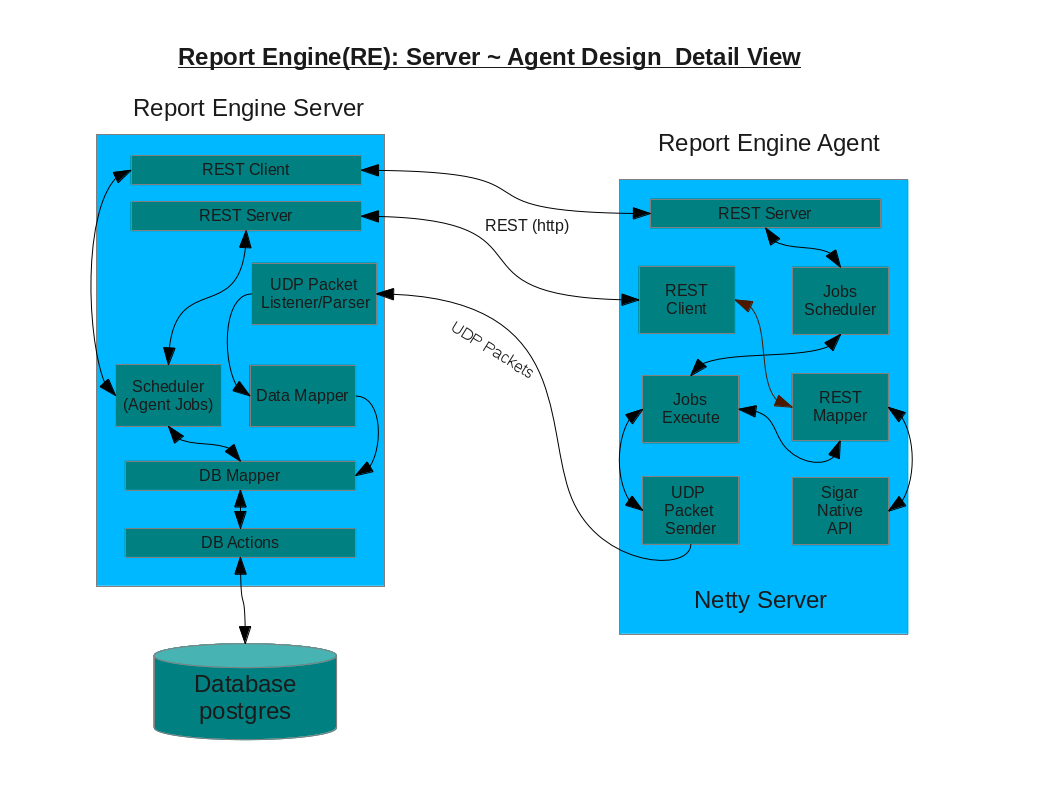 Report Engine(RE): Server ~ Agent Design  Detail View
Report Engine Server
REST Client
REST Server
UDP Packet
Listener/Parser
Scheduler
(Agent Jobs)
Data Mapper
DB Mapper
DB Actions
Database
postgres
REST (http)
UDP Packets
Report Engine Agent
REST Server
REST
Client
Jobs
Scheduler
Jobs
Execute
REST
Mapper
UDP
Packet
Sender
Sigar
Native
API
Netty Server